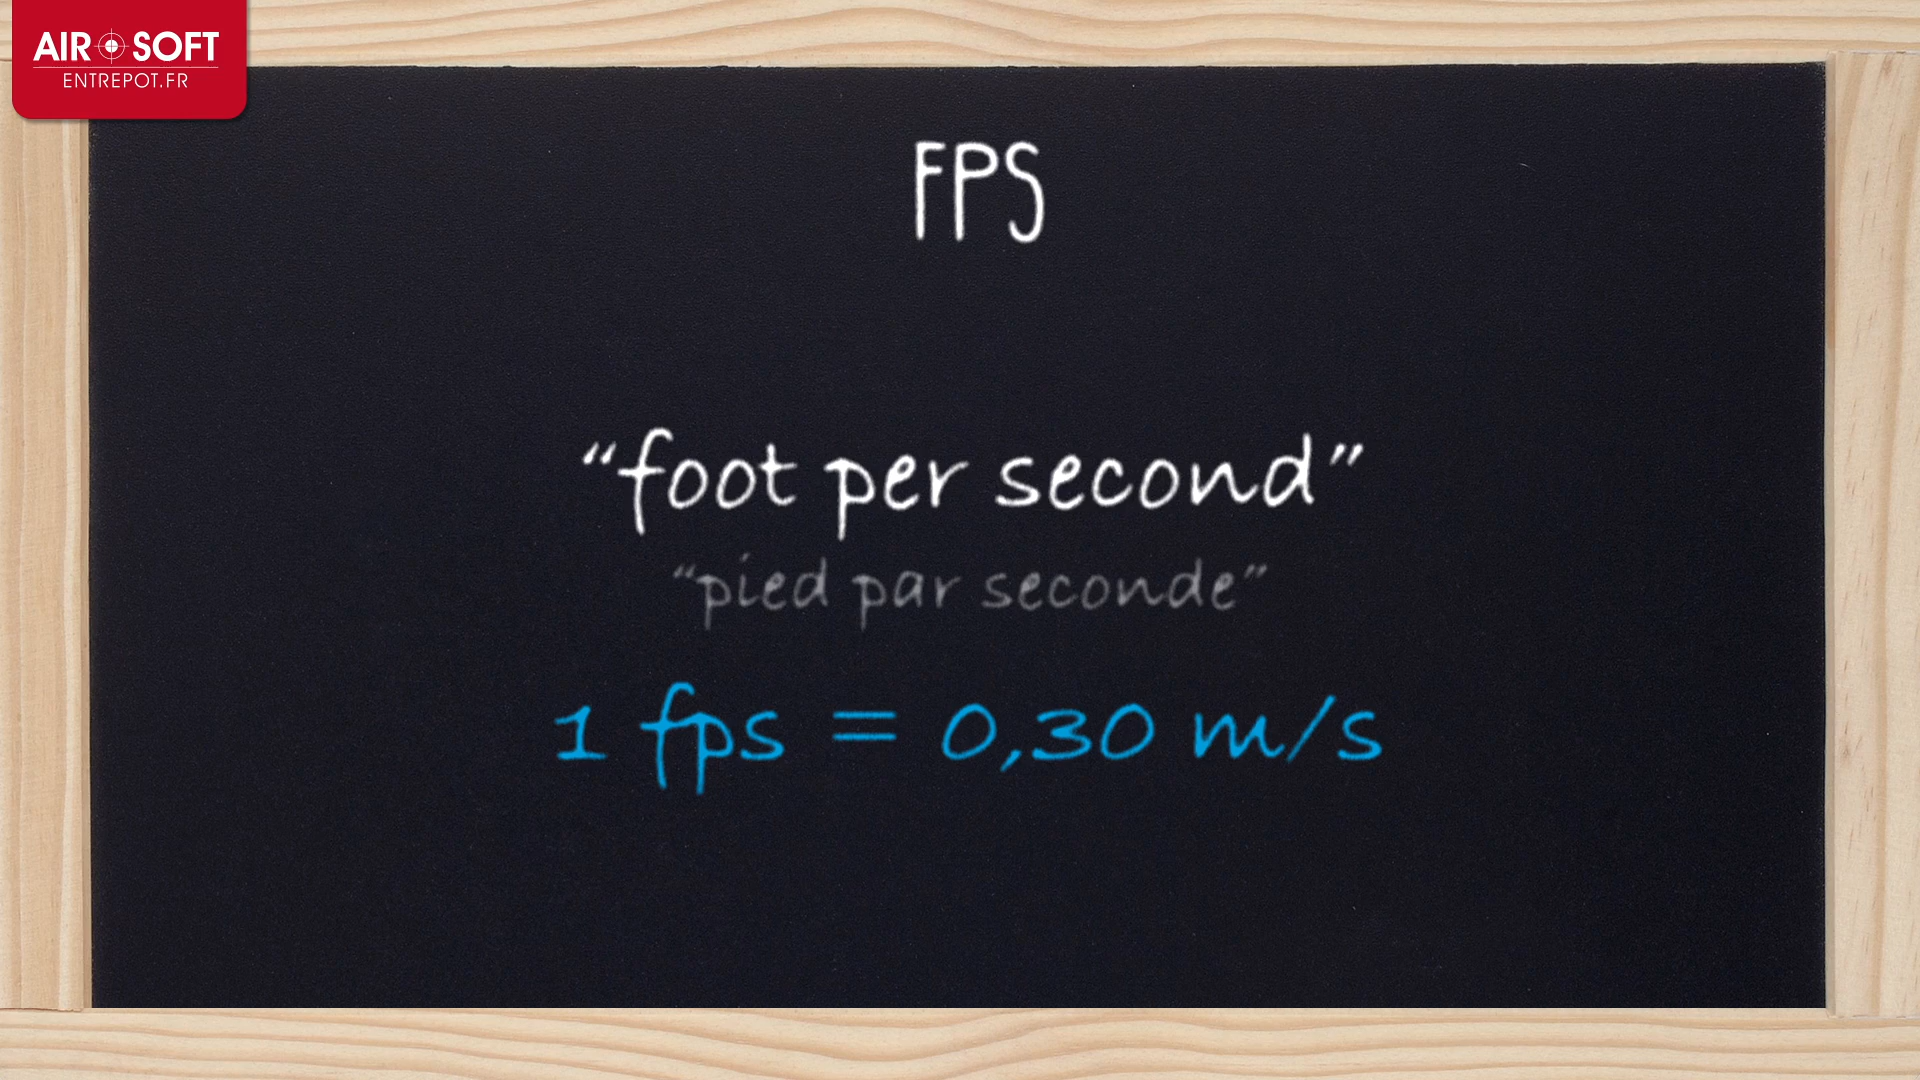 AIR SOFT
ENTREPOT.FR
FPS
“foot per second”
“pied par seconde”
1 fps = 0,30 m/s